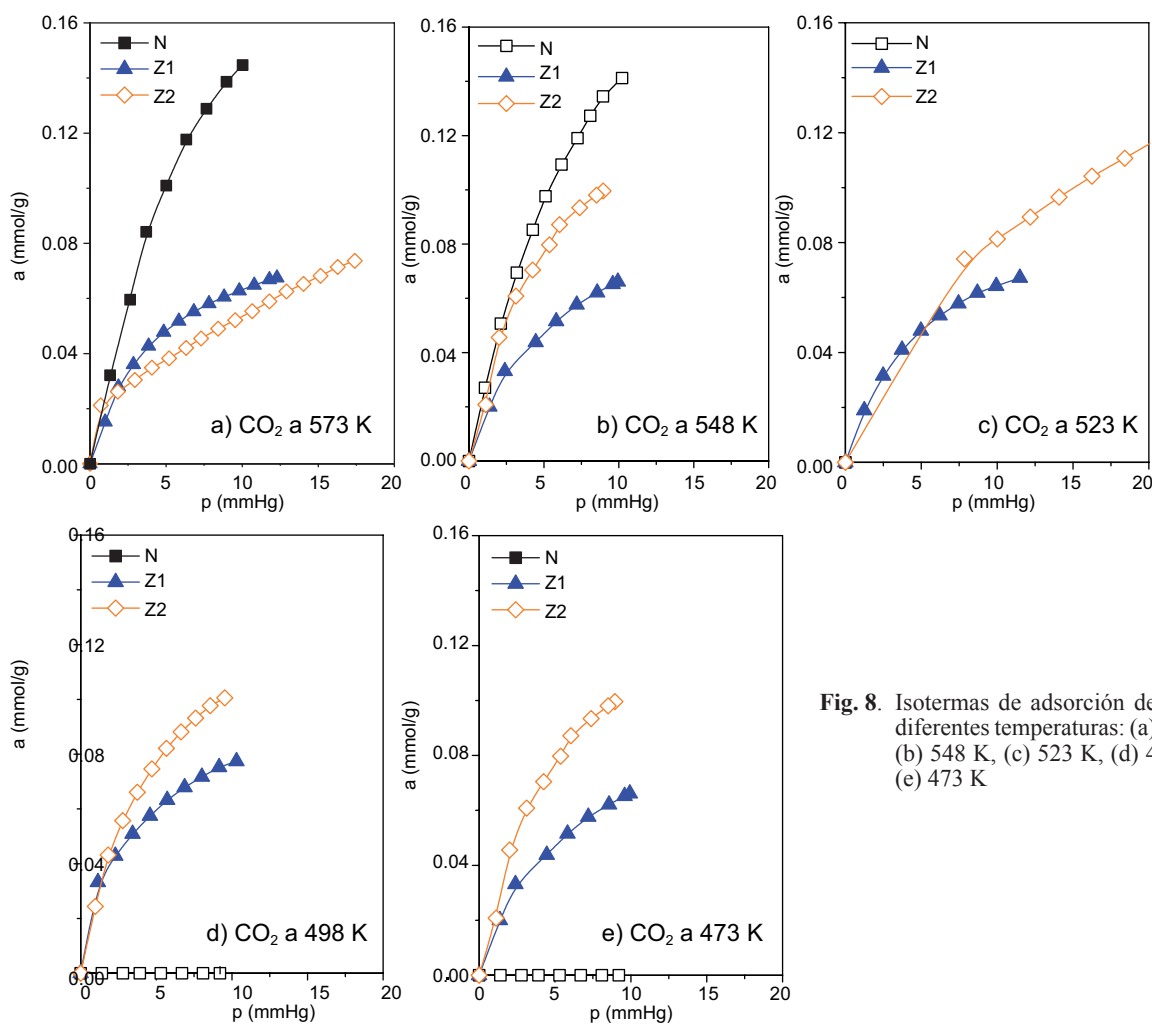 0.16
0.12
0.08
0.04
0.00
a (mmol/g)
N
Z1
Z2
a) CO₂ a 573 K
0 5 10 15 20
p (mmHg)
0.16
0.12
0.08
0.04
0.00
a (mmol/g)
N
Z1
Z2
b) CO₂ a 548 K
0 5 10 15 20
p (mmHg)
0.16
0.12
0.08
0.04
0.00
a (mmol/g)
N
Z1
Z2
c) CO₂ a 523 K
0 5 10 15 20
p (mmHg)
0.16
0.12
0.08
0.04
0.00
a (mmol/g)
N
Z1
Z2
d) CO₂ a 498 K
0 5 10 15 20
p (mmHg)
0.16
0.12
0.08
0.04
0.00
a (mmol/g)
N
Z1
Z2
e) CO₂ a 473 K
0 5 10 15 20
p (mmHg)
Fig. 8. Isotermas de adsorción de
diferentes temperaturas: (a)
(b) 548 K, (c) 523 K, (d) 4
(e) 473 K